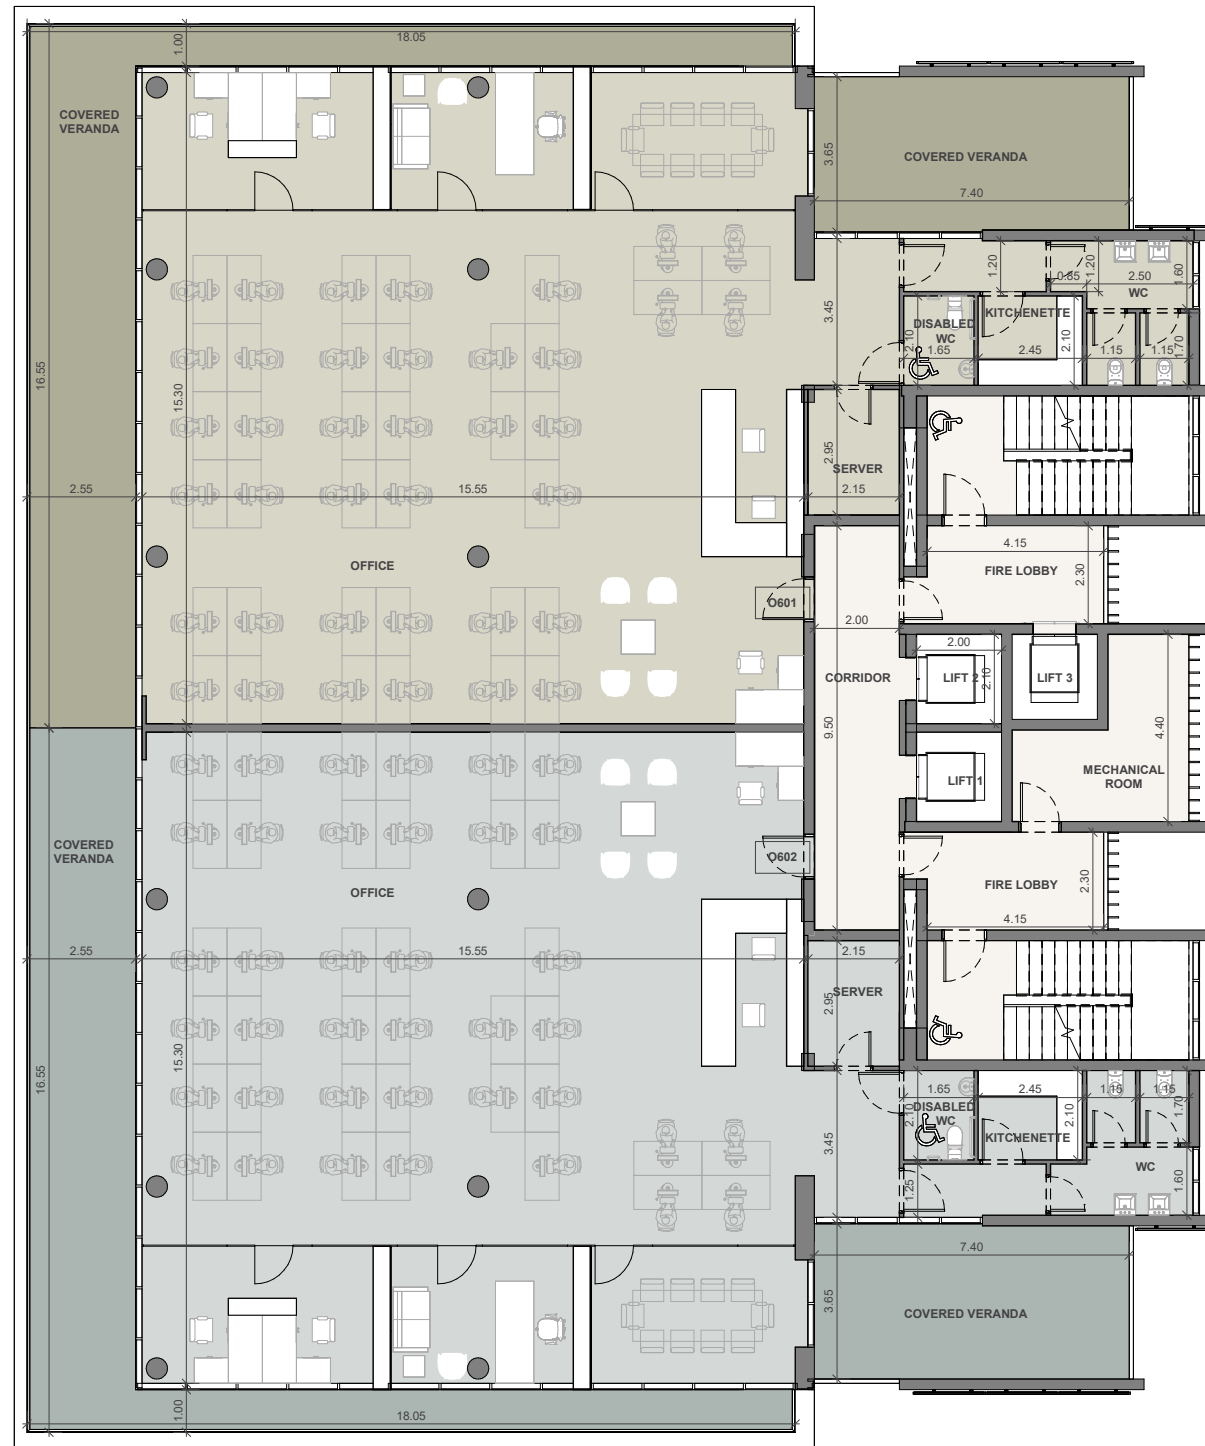 18.05
1.00
COVERED
VERANDA
3.65
COVERED VERANDA
7.40
1.20
1.20
0.85
2.50
1.60
WC
3.45
DISABLED
WC
KITCHENETTE
2.10
1.65
2.45
2.10
1.15
1.15
1.70
16.55
15.30
2.95
SERVER
2.55
15.55
2.15
4.15
OFFICE
FIRE LOBBY
2.30
O601
2.00
2.00
CORRIDOR
LIFT 2
2.10
LIFT 3
9.50
4.40
LIFT 1
MECHANICAL
ROOM
COVERED
VERANDA
O602
OFFICE
FIRE LOBBY
2.30
4.15
2.55
15.55
2.15
SERVER
2.95
16.55
15.30
1.65
2.45
1.15
1.15
DISABLED
WC
2.10
KITCHENETTE
2.10
1.70
3.45
WC
1.25
1.60
7.40
3.65
COVERED VERANDA
1.00
18.05